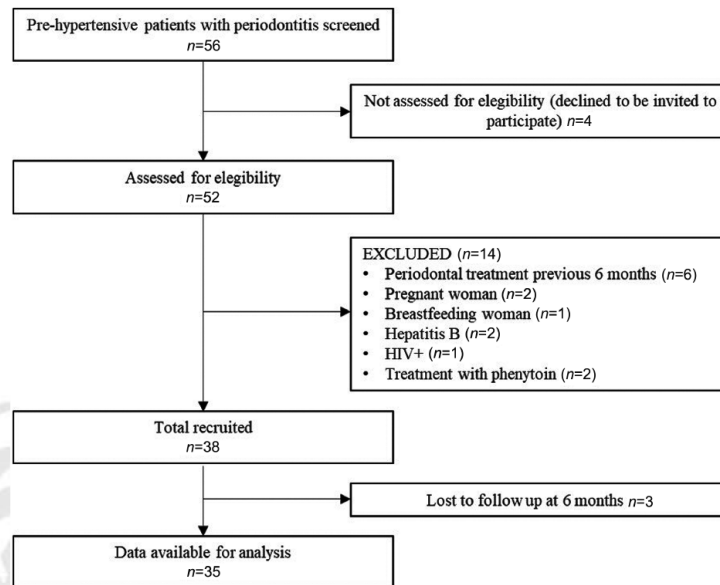 Pre-hypertensive patients with periodontitis screened
n=56
Not assessed for elegibility (declined to be invited to
participate) n=4
Assessed for elegibility
n=52
EXCLUDED (n=14)
• Periodontal treatment previous 6 months (n=6)
• Pregnant woman (n=2)
• Breastfeeding woman (n=1)
• Hepatitis B (n=2)
• HIV+ (n=1)
• Treatment with phenytoin (n=2)
Total recruited
n=38
Lost to follow up at 6 months n=3
Data available for analysis
n=35